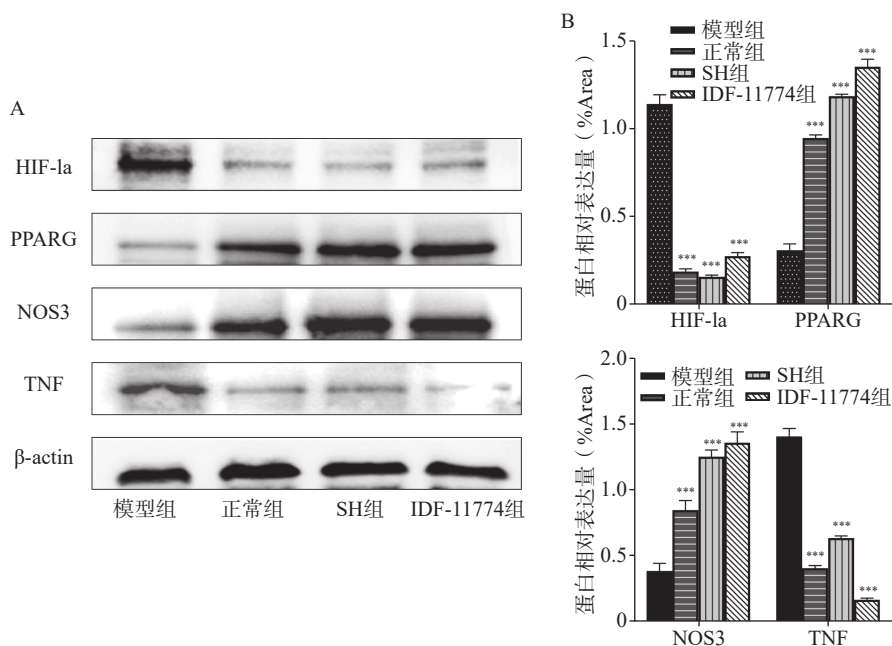 A
HIF-la
PPARG
NOS3
TNF
β-actin
模型组 正常组 SH组 IDF-11774组
B
蛋白相对表达量（%Area）
1.5
1.0
0.5
0
模型组
正常组
SH组
IDF-11774组
*** *** ***
*** *** ***
HIF-la PPARG
蛋白相对表达量（%Area）
2.0
1.5
1.0
0.5
0
模型组 SH组
正常组 IDF-11774组
*** *** ***
*** *** ***
NOS3 TNF